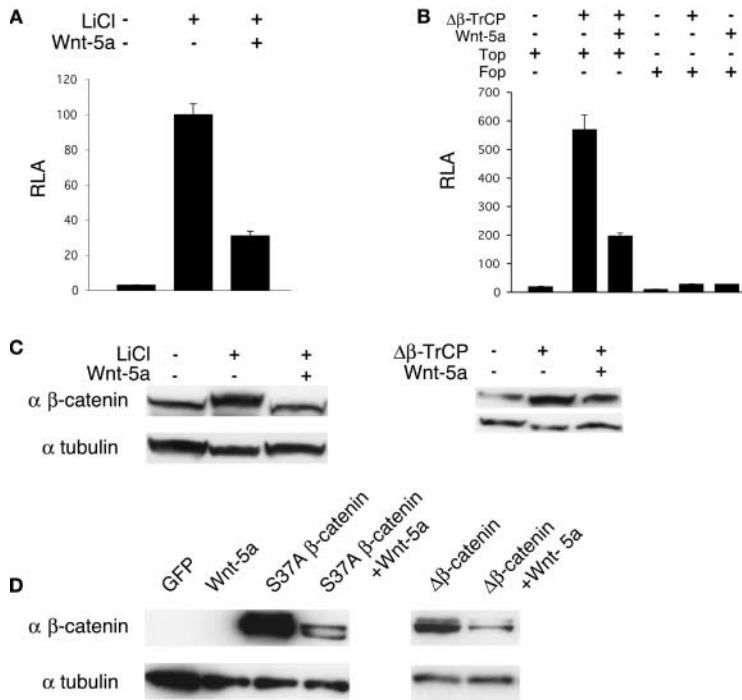 A
LiCl - + +
Wnt-5a - - +
120
100
80
60
40
20
0
RLA
B
Δβ-TrCP - + + - + -
Wnt-5a - - + - - +
Top + + + - - -
Fop - - - + + +
700
600
500
400
300
200
100
0
RLA
C
LiCl - + +
Wnt-5a - - +
α β-catenin
α tubulin
Δβ-TrCP - + +
Wnt-5a - - +
D
GFP
Wnt-5a
S37A β-catenin
S37A β-catenin
+Wnt-5a
Δβ-catenin
Δβ-catenin
+Wnt- 5a
α β-catenin
α tubulin